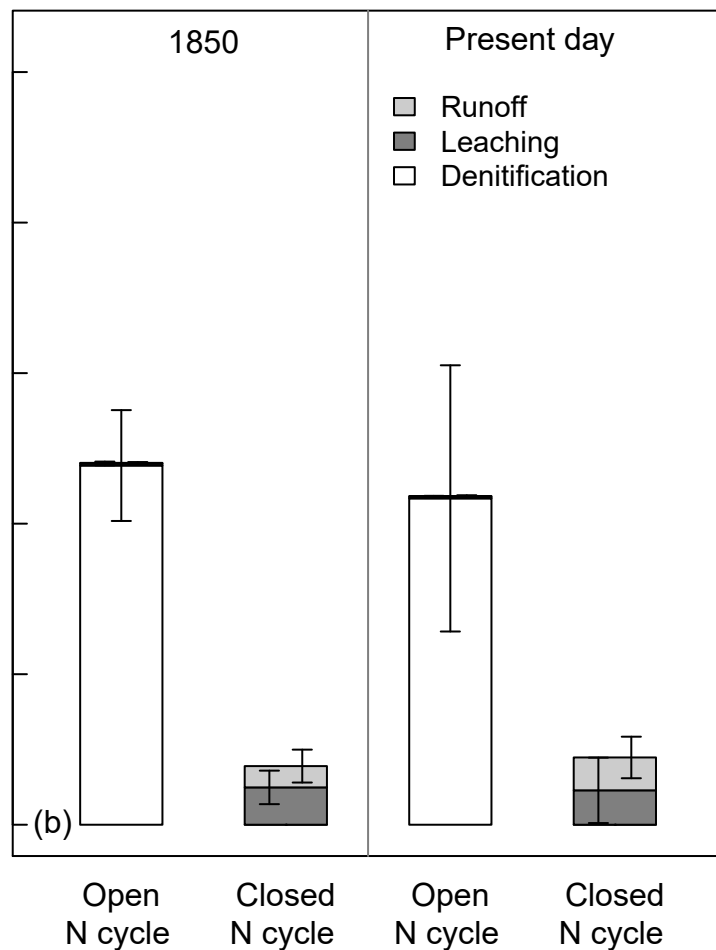 1850
Present day
Runoff
Leaching
Denitification
(b)
Open
N cycle
Closed
N cycle
Open
N cycle
Closed
N cycle